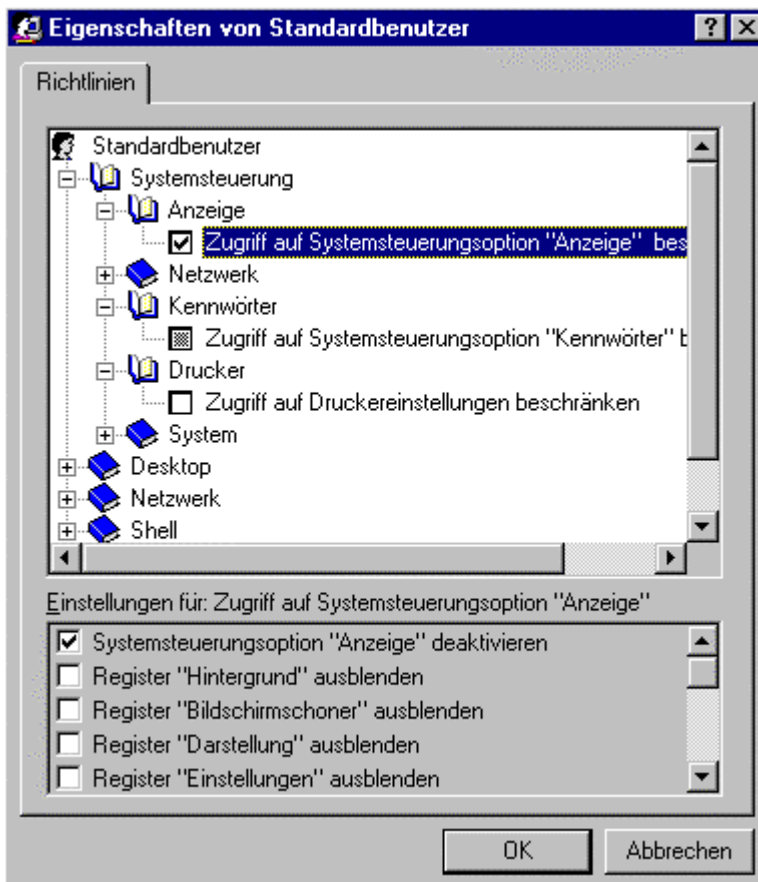 Eigenschaften von Standardbenutzer
Richtlinien
Standardbenutzer
Systemsteuerung
Anzeige
Zugriff auf Systemsteuerungsoption "Anzeige" bes
Netzwerk
Kennwörter
Zugriff auf Systemsteuerungsoption "Kennwörter" b
Drucker
Zugriff auf Druckereinstellungen beschränken
System
Desktop
Netzwerk
Shell
Einstellungen für: Zugriff auf Systemsteuerungsoption "Anzeige"
Systemsteuerungsoption "Anzeige" deaktivieren
Register "Hintergrund" ausblenden
Register "Bildschirmschoner" ausblenden
Register "Darstellung" ausblenden
Register "Einstellungen" ausblenden
OK Abbrechen